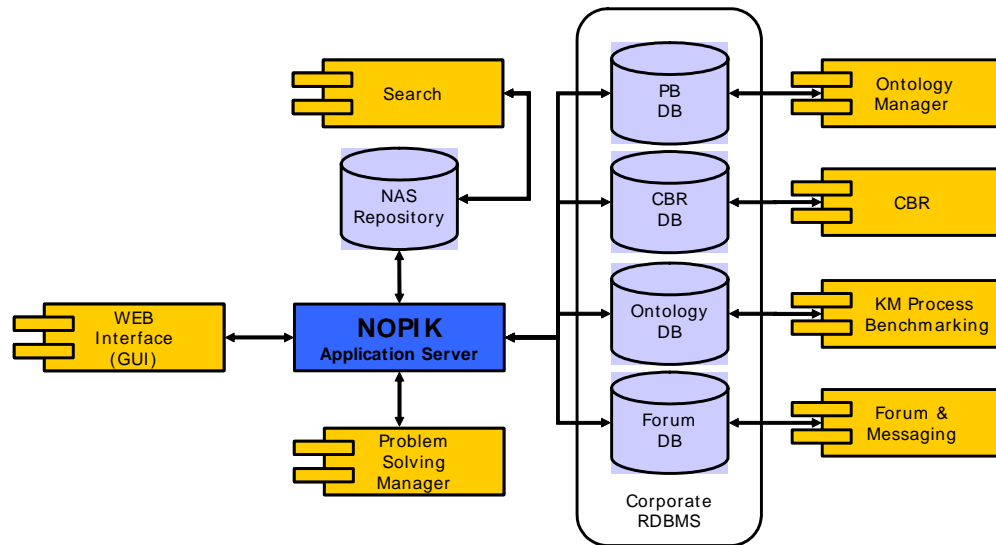 Search
NAS
Repository
WEB
Interface
(GUI)
NOPIK
Application Server
Problem
Solving
Manager
PB
DB
CBR
DB
Ontology
DB
Forum
DB
Corporate
RDBMS
Ontology
Manager
CBR
KM Process
Benchmarking
Forum &
Messaging